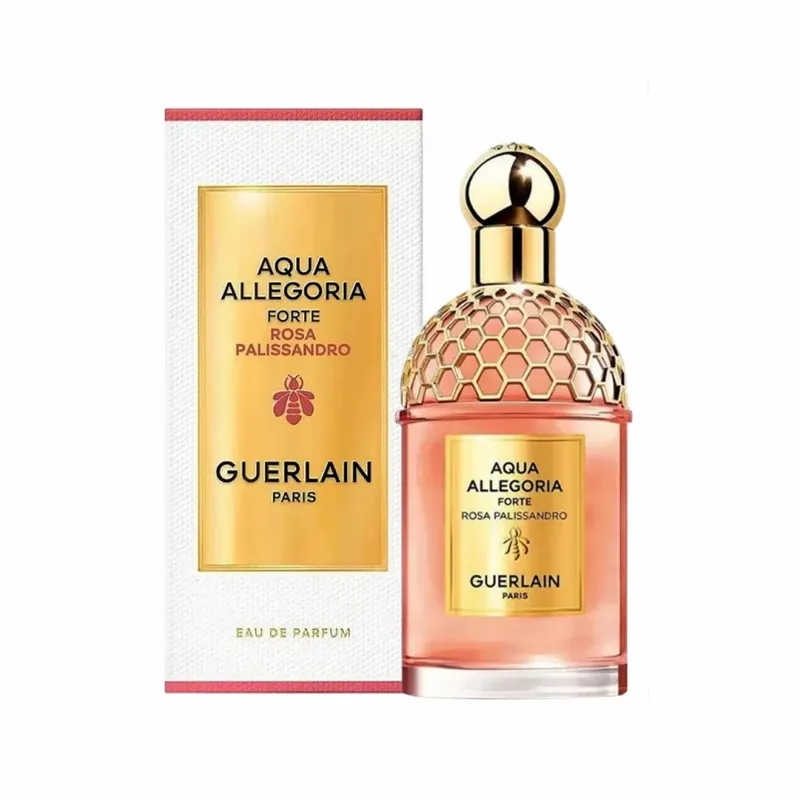 AQUA
ALLEGORIA
FORTE
ROSA
PALISSANDRO
GUERLAIN
PARIS
EAU DE PARFUM
AQUA
ALLEGORIA
FORTE
ROSA PALISSANDRO
GUERLAIN
PARIS